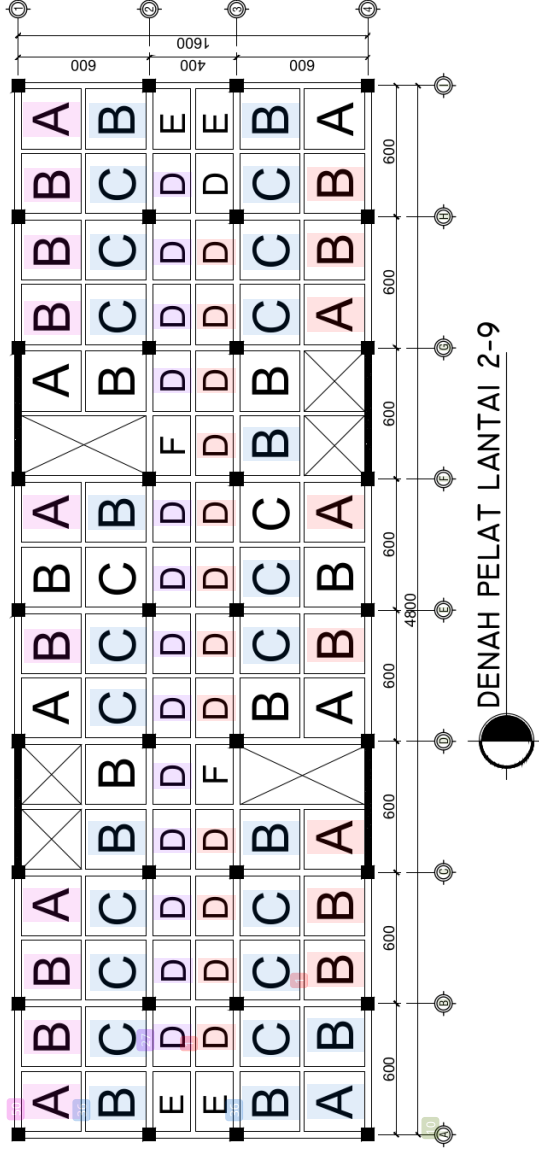 A B B A A B B A A B B B A
B C C C B B C C C B B C C C B
E D D D D D D D D D F D D D D E
E D D D D F D D D D D D D D D E
B C C C B B C C C B B C C C B
A B B B A A B B A A B B A
600 400 600
1600
1
2
3
4
600 600 600 600 600 600 600 600
4800
A B C D E F G H I
DENAH PELAT LANTAI 2-9